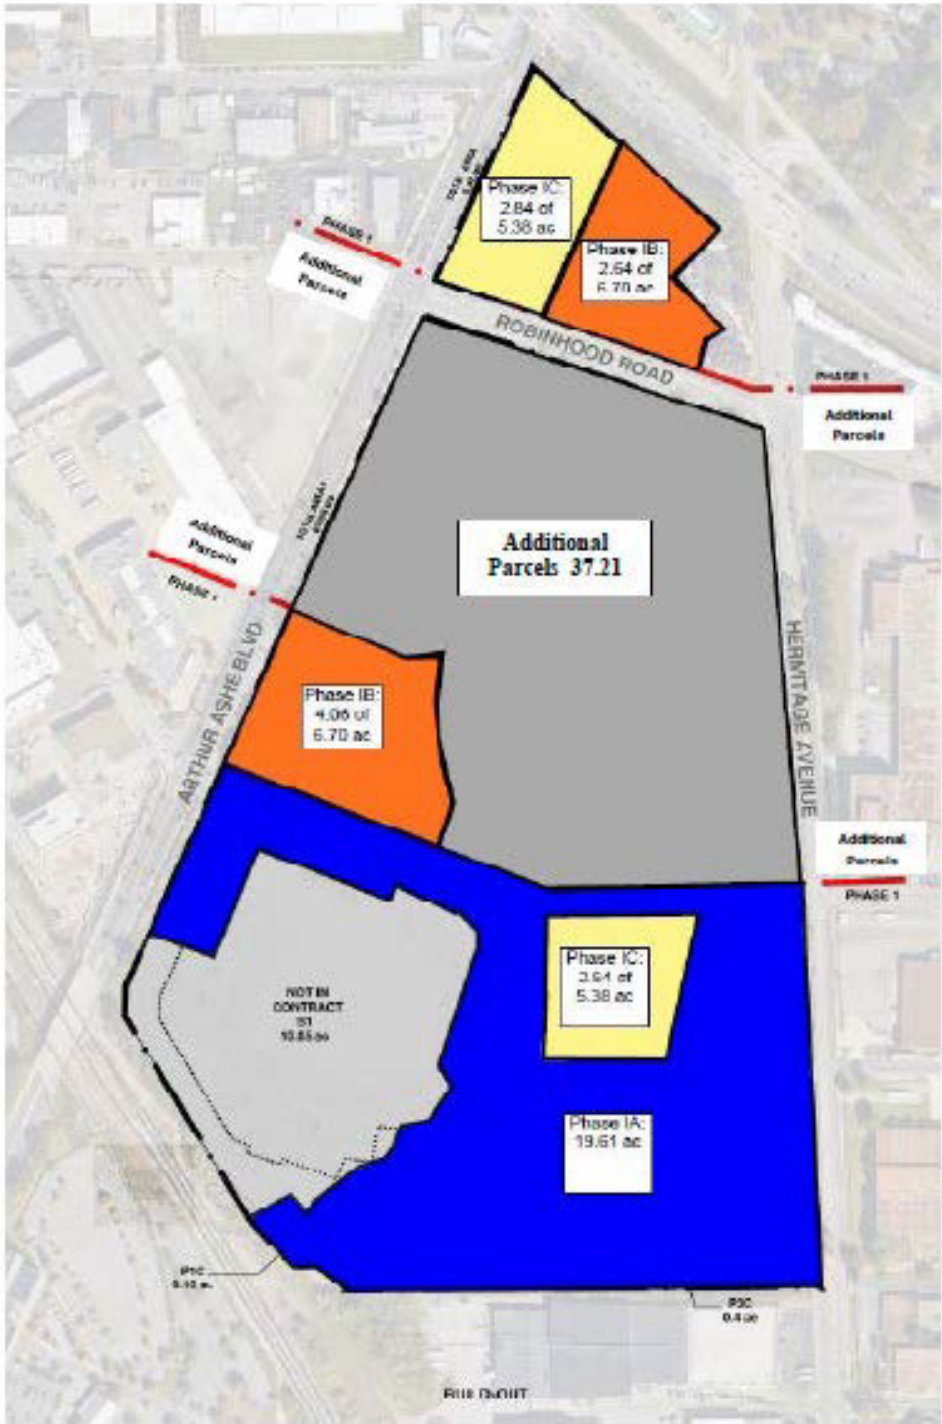 Phase IC:
2.84 of
5.38 ac
PHASE 1
Additional
Parcels
Phase IB:
2.64 of
6.70 ac
ROBINHOOD ROAD
PHASE 1
Additional
Parcels
Additional
Parcels
PHASE 1
Additional
Parcels 37.21
ARTHUR ASHE BLVD
HERMITAGE AVENUE
Phase IB:
4.06 of
6.70 ac
Additional
Parcels
PHASE 1
NOT IN
CONTRACT
Phase IC:
5.38 ac
Phase IA:
19.61 ac